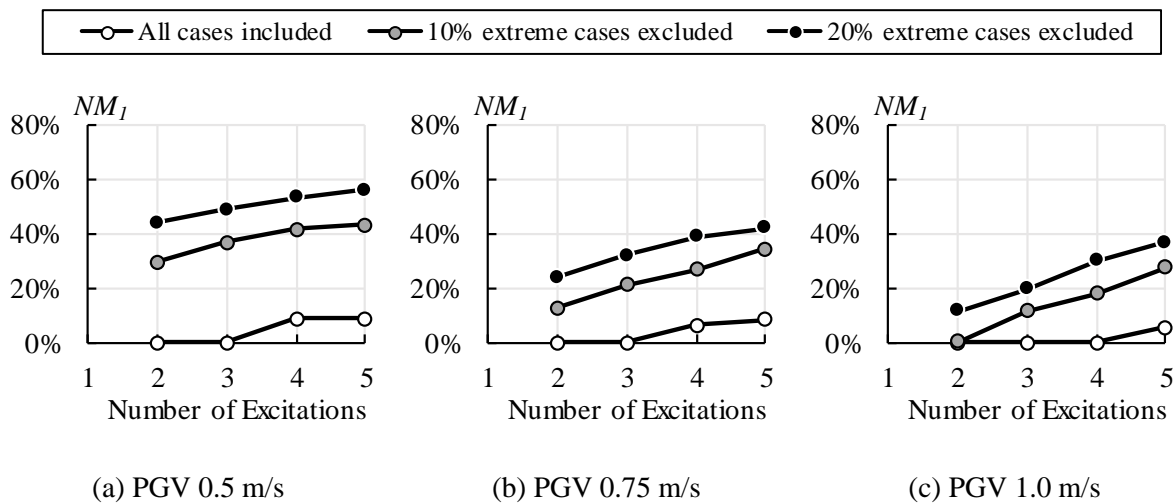 All cases included 10% extreme cases excluded 20% extreme cases excluded
NM1
80%
60%
40%
20%
0%
1 2 3 4 5
Number of Excitations
(a) PGV 0.5 m/s
NM1
80%
60%
40%
20%
0%
1 2 3 4 5
Number of Excitations
(b) PGV 0.75 m/s
NM1
80%
60%
40%
20%
0%
1 2 3 4 5
Number of Excitations
(c) PGV 1.0 m/s